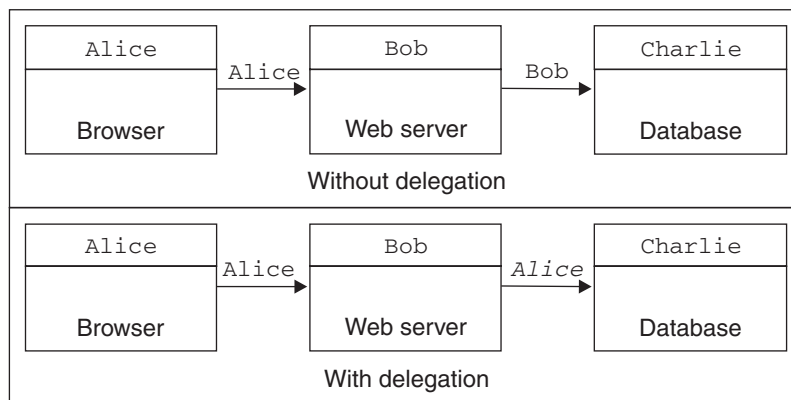 Alice Bob Charlie
Alice Bob
Browser Web server Database
Without delegation
Alice Bob Charlie
Alice Alice
Browser Web server Database
With delegation